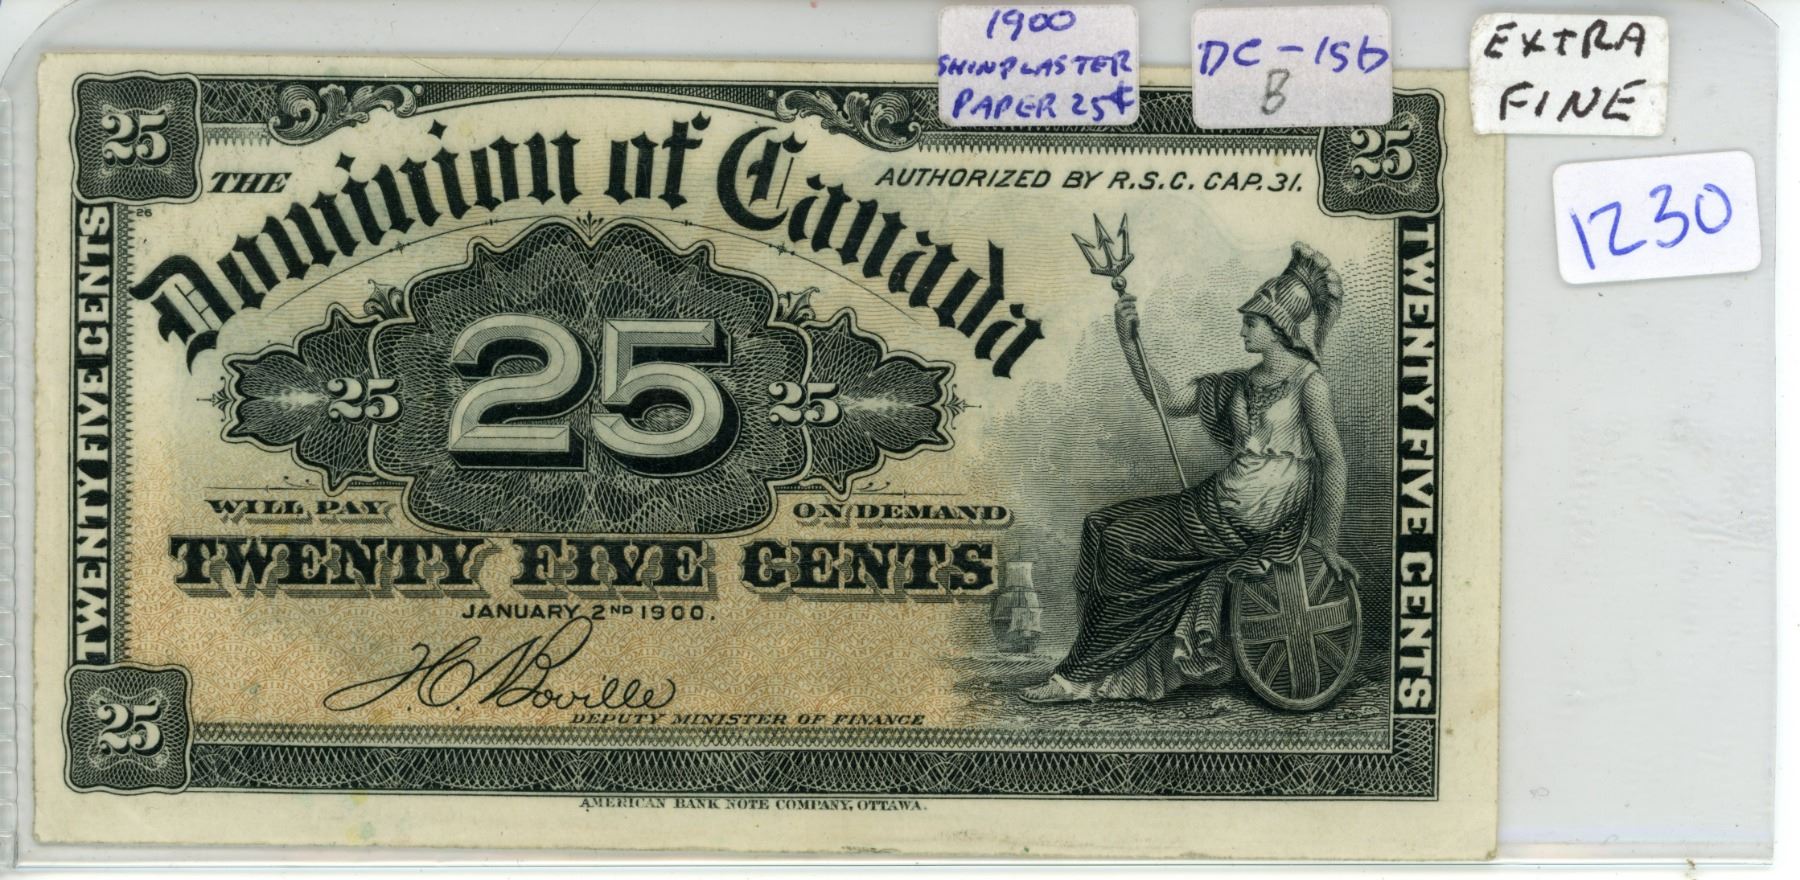 1900
SHINPLASTER
PAPER 25¢
DC-15b
B
EXTRA
FINE
1230
25
25
THE
Dominion of Canada
AUTHORIZED BY R.S.C. CAP. 31.
26
TWENTY FIVE CENTS
TWENTY FIVE CENTS
25
25
25
WILL PAY
ON DEMAND
TWENTY FIVE CENTS
JANUARY 2ND 1900.
H.C. Boville
DEPUTY MINISTER OF FINANCE
25
AMERICAN BANK NOTE COMPANY, OTTAWA.